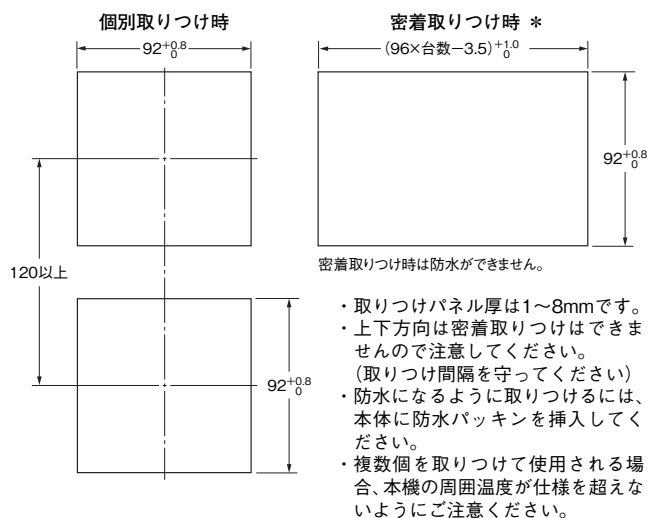 個別取りつけ時
92+0.8 0
120以上
92+0.8 0
密着取りつけ時 *
(96×台数−3.5)+1.0 0
92+0.8 0
密着取りつけ時は防水ができません。
・取りつけパネル厚は1〜8mmです。
・上下方向は密着取りつけはできま
せんので注意してください。
(取りつけ間隔を守ってください)
・防水になるように取りつけるには、
本体に防水パッキンを挿入してく
ださい。
・複数個を取りつけて使用される場
合、本機の周囲温度が仕様を超えな
いようにご注意ください。